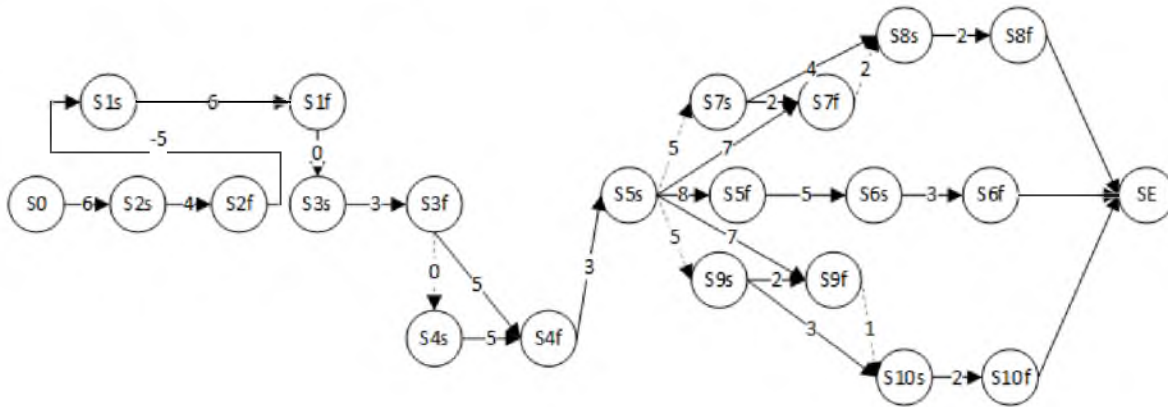 S8s 2 S8f
4 2
S7s 2 S7f
S1s 6 S1f
-5 0 5 7
S0 6 S2s 4 S2f S3s 3 S3f S5s 8 S5f 5 S6s 3 S6f SE
0 5 5 7
3 S9s 2 S9f
S4s 5 S4f 3 1
S10s 2 S10f